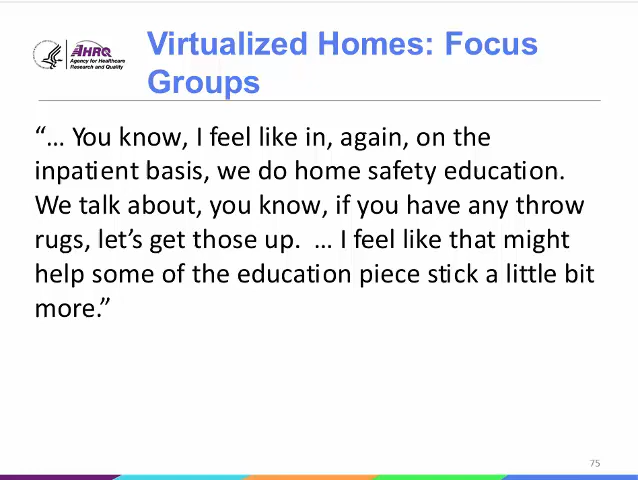 Virtualized Homes: Focus
Groups
AHRQ
Agency for Healthcare
Research and Quality
“… You know, I feel like in, again, on the
inpatient basis, we do home safety education.
We talk about, you know, if you have any throw
rugs, let’s get those up.  … I feel like that might
help some of the education piece stick a little bit
more.”
75